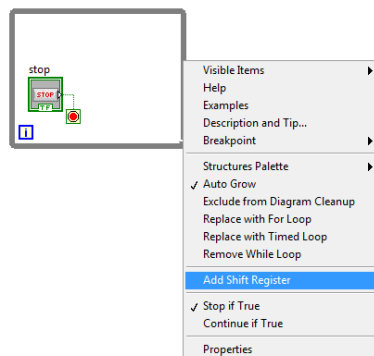 stop
STOP
TF
i
Visible Items
Help
Examples
Description and Tip...
Breakpoint
Structures Palette
Auto Grow
Exclude from Diagram Cleanup
Replace with For Loop
Replace with Timed Loop
Remove While Loop
Add Shift Register
Stop if True
Continue if True
Properties